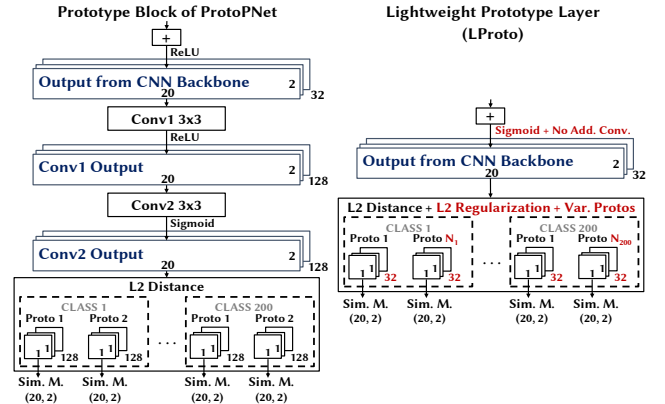 Prototype Block of ProtoPNet
+
ReLU
Output from CNN Backbone
2
20
32
Conv1 3x3
ReLU
Conv1 Output
2
20
128
Conv2 3x3
Sigmoid
Conv2 Output
2
20
128
L2 Distance
CLASS 1
CLASS 200
Proto 1
Proto 2
Proto 1
Proto 2
1 1 128
1 1 128
...
1 1 128
1 1 128
Sim. M.
(20, 2)
Sim. M.
(20, 2)
Sim. M.
(20, 2)
Sim. M.
(20, 2)
Lightweight Prototype Layer
(LProto)
+
Sigmoid + No Add. Conv.
Output from CNN Backbone
2
20
32
L2 Distance + L2 Regularization + Var. Protos
CLASS 1
CLASS 200
Proto 1
Proto N1
Proto 1
Proto N200
1 1 32
1 1 32
...
1 1 32
1 1 32
Sim. M.
(20, 2)
Sim. M.
(20, 2)
Sim. M.
(20, 2)
Sim. M.
(20, 2)